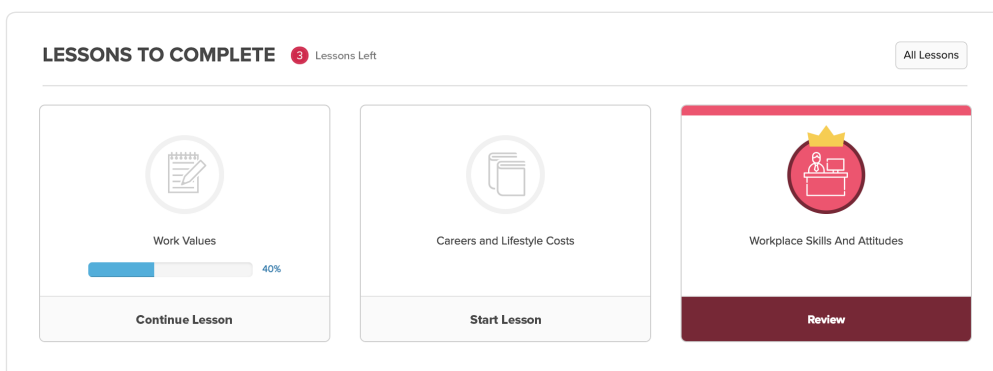 LESSONS TO COMPLETE 3 Lessons Left All Lessons
Work Values
40%
Continue Lesson
Careers and Lifestyle Costs
Start Lesson
Workplace Skills And Attitudes
Review